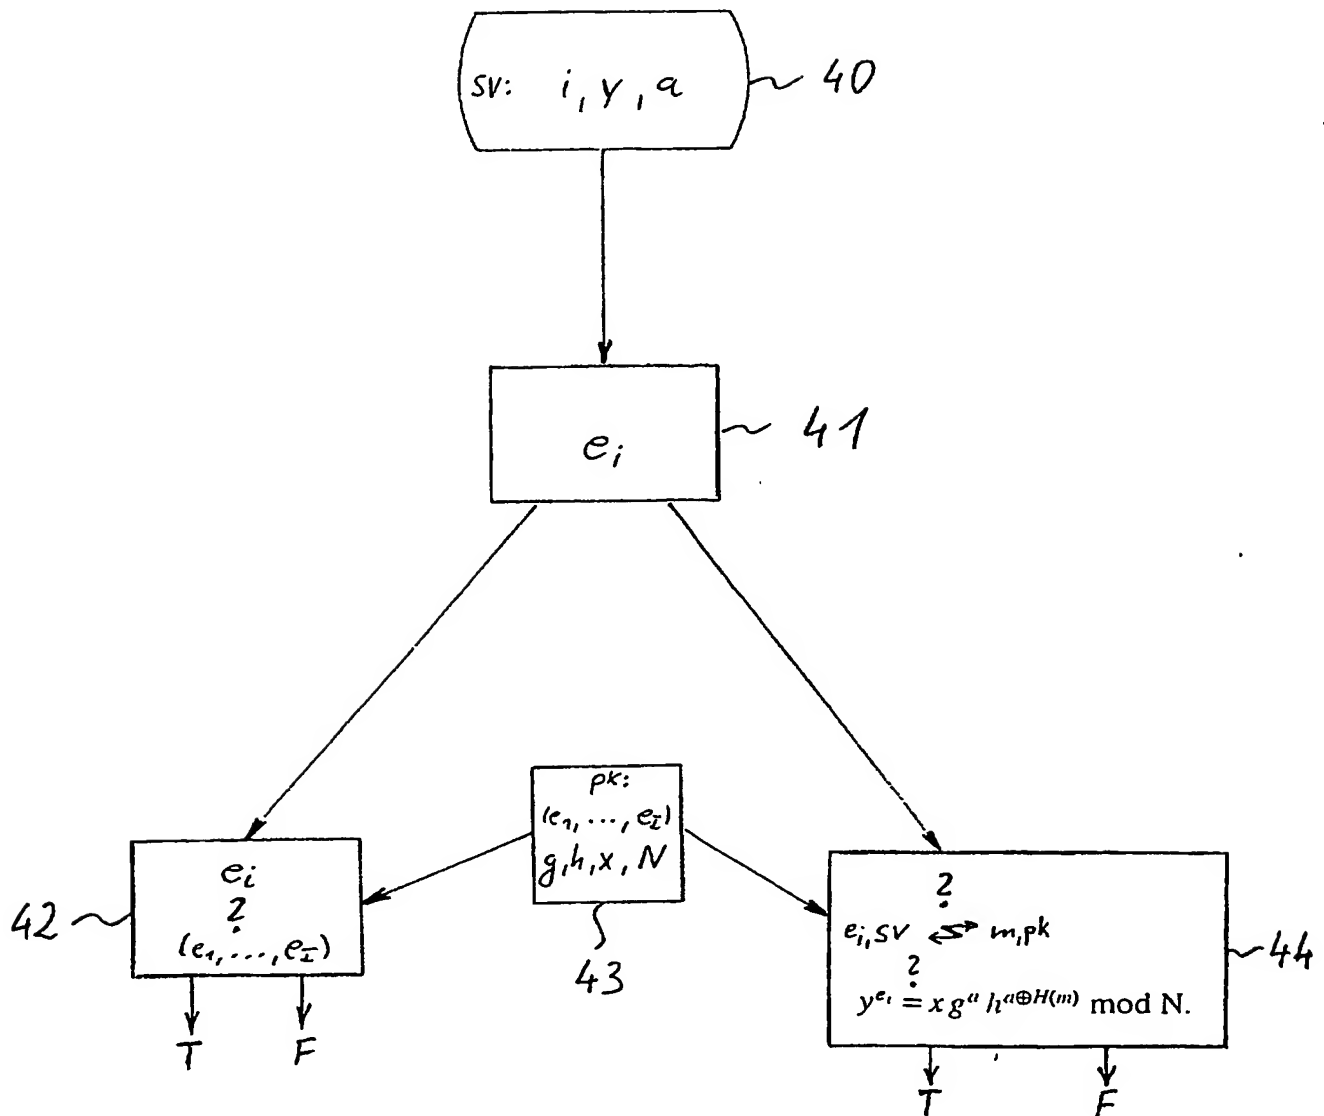 sv: i, y, a
40
e_i
41
pk:
(e_1, ..., e_I)
g, h, x, N
43
e_i
?
(e_1, ..., e_I)
42
T F
?
e_i, sv ↔ m, pk
?
y^{e_i} = x g^a h^{a⊕H(m)} mod N.
44
T F